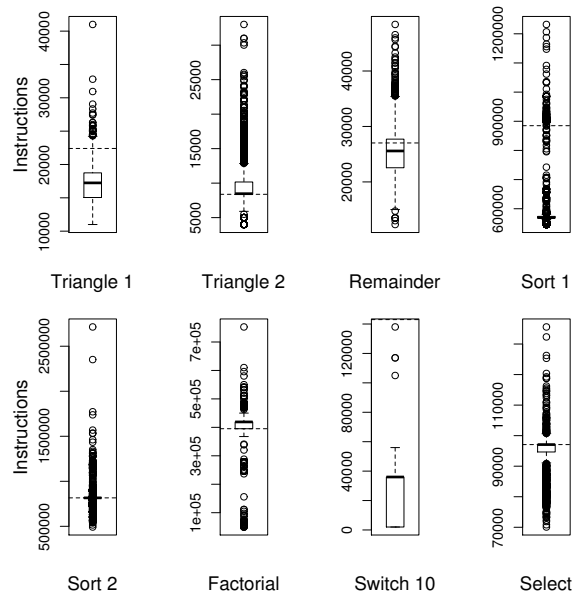 Instructions
10000 20000 30000 40000
Triangle 1
5000 15000 25000
Triangle 2
20000 30000 40000
Remainder
600000 900000 1200000
Sort 1
Instructions
500000 1500000 2500000
Sort 2
1e+05 3e+05 5e+05 7e+05
Factorial
0 40000 80000 120000
Switch 10
70000 90000 110000
Select